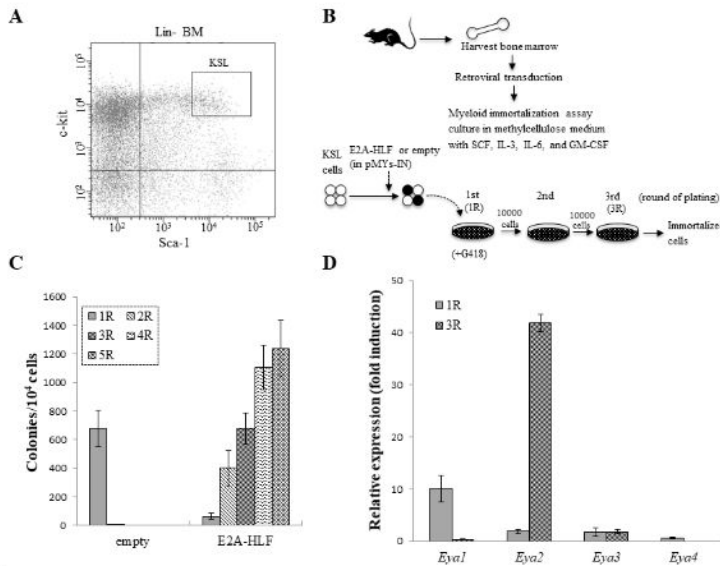 A
Lin- BM
KSL
c-kit
10^5
10^4
10^3
10^2
10^2
10^3
10^4
10^5
Sca-1
B
Harvest bone marrow
Retroviral transduction
Myeloid immortalization assay
culture in methylcellulose medium
with SCF, IL-3, IL-6, and GM-CSF
E2A-HLF or empty
(in pMYs-IN)
KSL
cells
1st
(1R)
2nd
3rd
(3R)
(round of plating)
10000
cells
10000
cells
Immortalize
cells
(+G418)
C
Colonies/10^4 cells
1600
1400
1200
1000
800
600
400
200
0
1R
2R
3R
4R
5R
empty
E2A-HLF
D
Relative expression (fold induction)
50
40
30
20
10
0
1R
3R
Eya1
Eya2
Eya3
Eya4